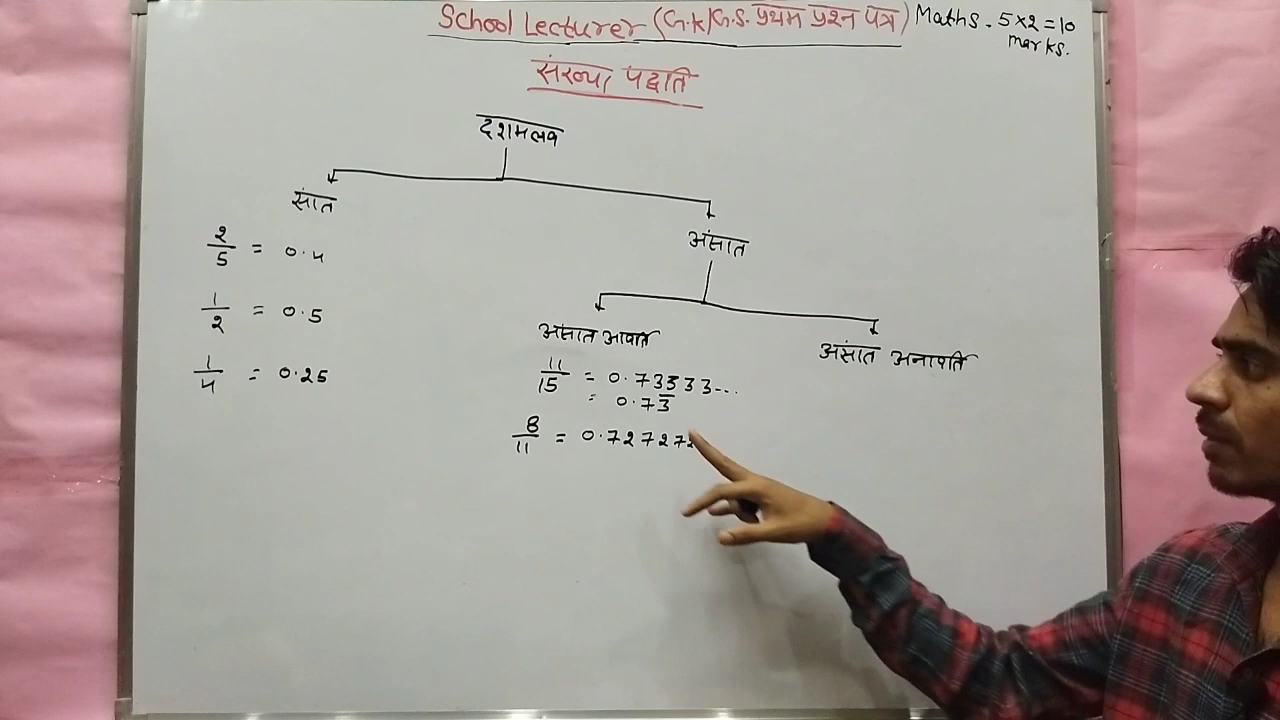 School Lecturer (G.K/G.S. प्रथम प्रश्न पत्र) Maths. 5×2=10
marks.
संख्या पद्धति
दशमलव
सांत
अंसात
2/5 = 0.4
1/2 = 0.5
1/4 = 0.25
अंसात आवर्ति
अंसात अनावर्ति
11/15 = 0.73333...
= 0.73̅
8/11 = 0.727272